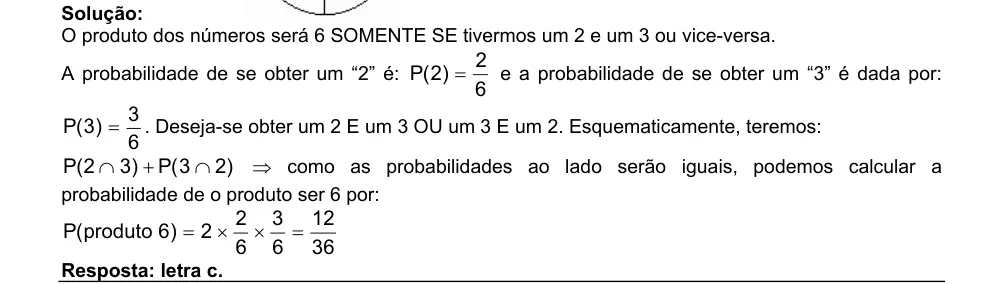 Solução:
O produto dos números será 6 SOMENTE SE tivermos um 2 e um 3 ou vice-versa.
A probabilidade de se obter um “2” é: P(2) = 2/6 e a probabilidade de se obter um “3” é dada por:
P(3) = 3/6. Deseja-se obter um 2 E um 3 OU um 3 E um 2. Esquematicamente, teremos:
P(2 ∩ 3) + P(3 ∩ 2) ⇒ como as probabilidades ao lado serão iguais, podemos calcular a
probabilidade de o produto ser 6 por:
P(produto 6) = 2 × 2/6 × 3/6 = 12/36
Resposta: letra c.